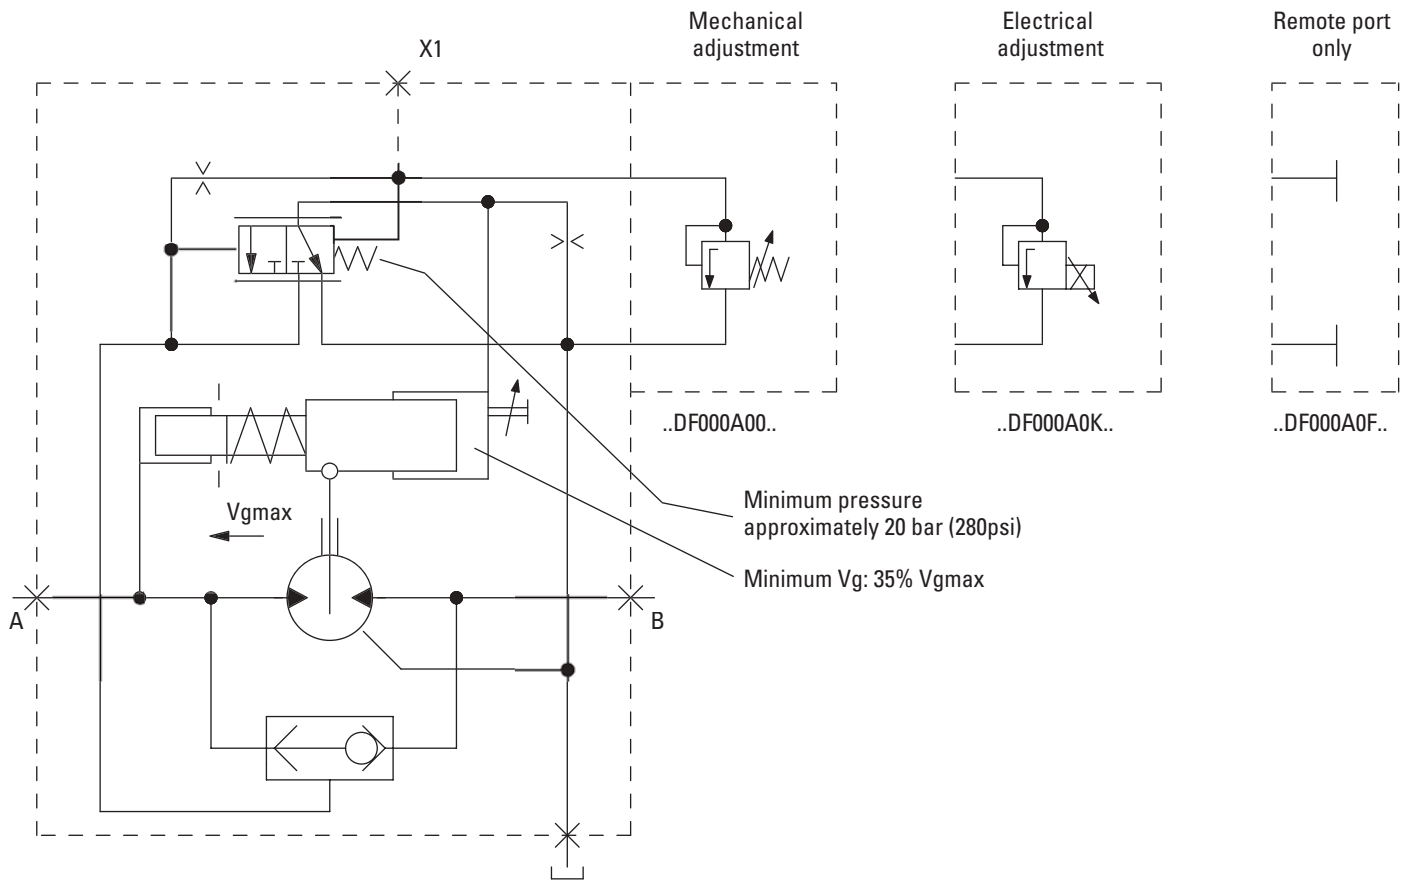 Mechanical
adjustment
Electrical
adjustment
Remote port
only
X1
..DF000A00..
..DF000A0K..
..DF000A0F..
Minimum pressure
approximately 20 bar (280psi)
Vgmax
Minimum Vg: 35% Vgmax
A
B